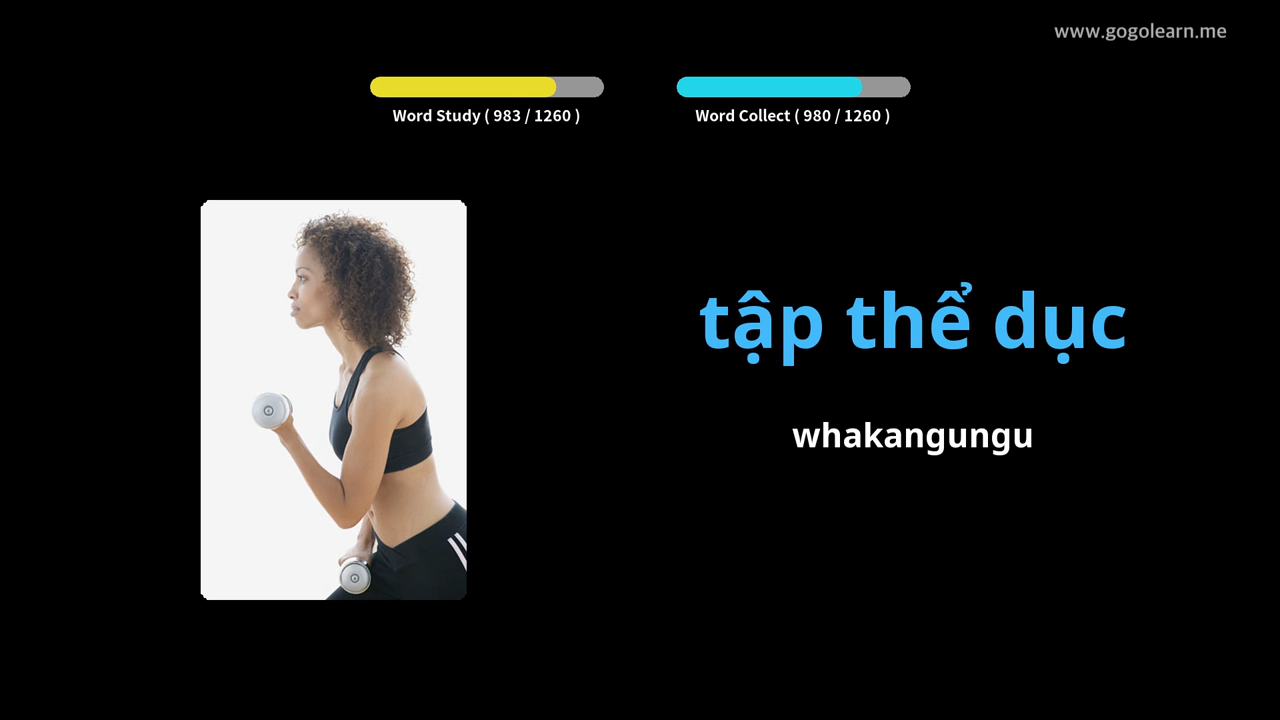 www.gogolearn.me
Word Study ( 983 / 1260 )
Word Collect ( 980 / 1260 )
tập thể dục
whakangungu